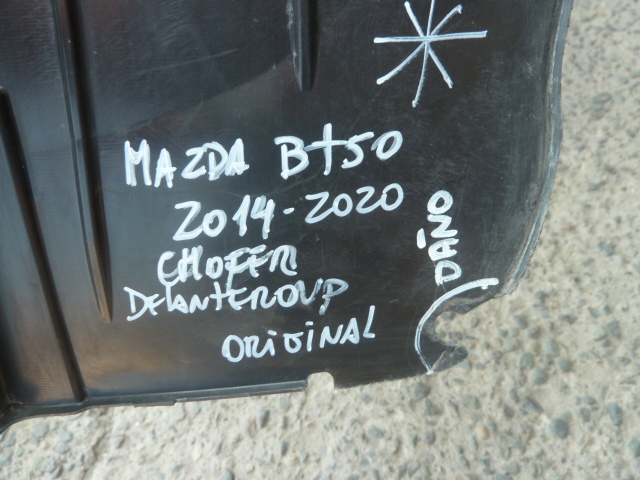 MAZDA Bt50
2014-2020
CHOFER
DELANTEROUP
ORIGINAL
DAÑO